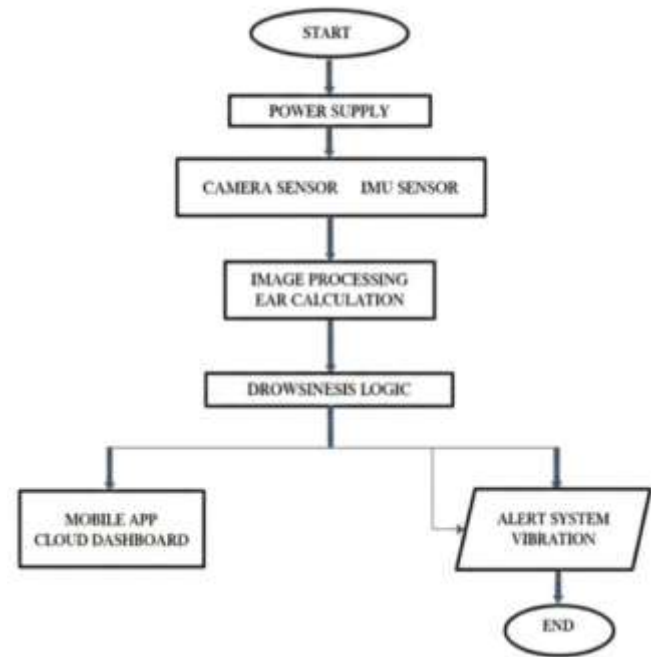 START
POWER SUPPLY
CAMERA SENSOR IMU SENSOR
IMAGE PROCESSING
EAR CALCULATION
DROWSINESIS LOGIC
MOBILE APP
CLOUD DASHBOARD
ALERT SYSTEM
VIBRATION
END